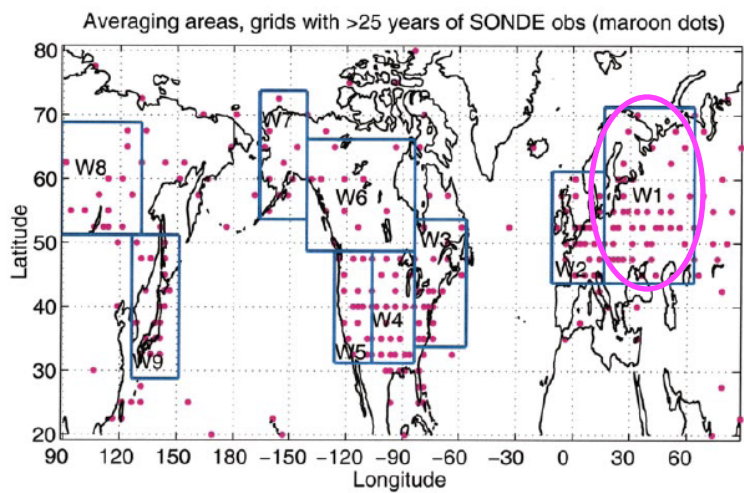 Averaging areas, grids with >25 years of SONDE obs (maroon dots)
80
70
60
50
40
30
20
Latitude
W7
W8
W6
W1
W3
W2
W4
W5
W9
90 120 150 180 −150 −120 −90 −60 −30 0 30 60
Longitude